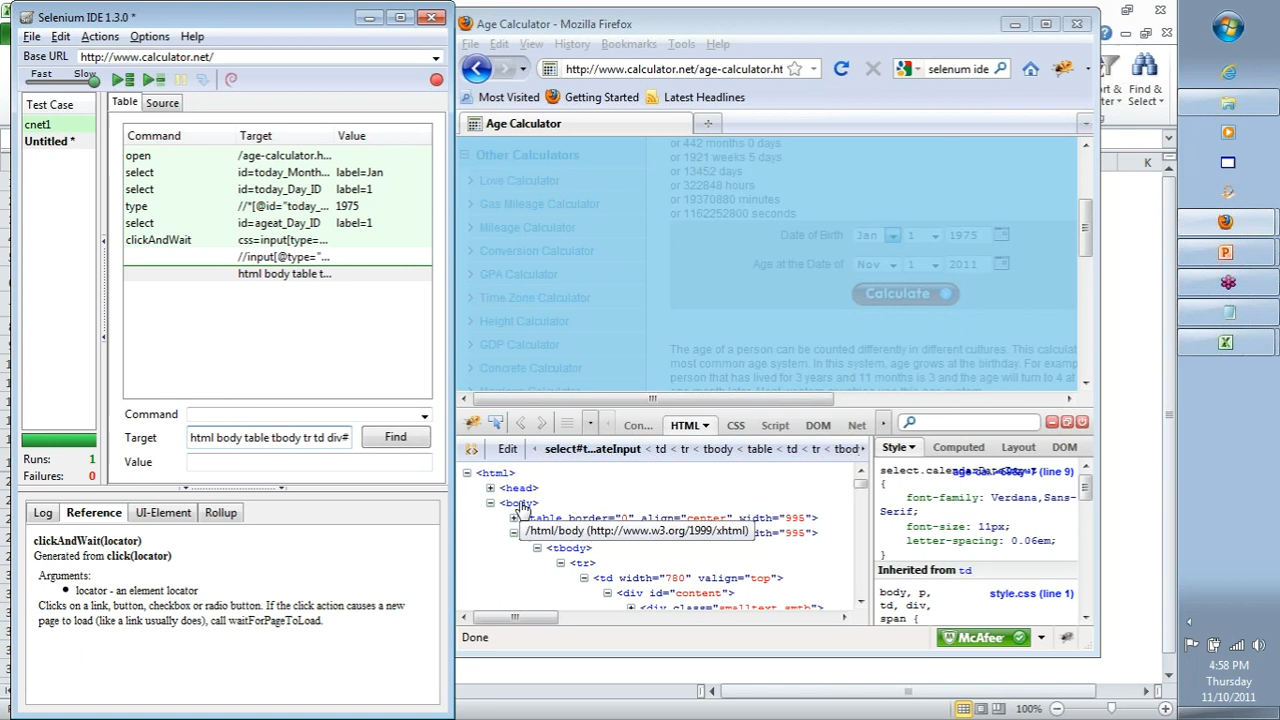 Selenium IDE 1.3.0 *
File Edit Actions Options Help
Base URL http://www.calculator.net/
Fast Slow
Test Case
cnet1
Untitled *
Table Source
Command Target Value
open /age-calculator.h...
select id=today_Month... label=Jan
select id=today_Day_ID label=1
type //*[@id="today_... 1975
select id=ageat_Day_ID label=1
clickAndWait css=input[type=...
//input[@type="...
html body table t...
Command
Target html body table tbody tr td div# Find
Value
Runs: 1
Failures: 0
Log Reference UI-Element Rollup
clickAndWait(locator)
Generated from click(locator)
Arguments:
locator - an element locator
Clicks on a link, button, checkbox or radio button. If the click action causes a new
page to load (like a link usually does), call waitForPageToLoad.
Age Calculator - Mozilla Firefox
File Edit View History Bookmarks Tools Help
http://www.calculator.net/age-calculator.ht
selenium ide
Most Visited Getting Started Latest Headlines
Age Calculator
Other Calculators
Love Calculator
Gas Mileage Calculator
Mileage Calculator
Conversion Calculator
GPA Calculator
Time Zone Calculator
Height Calculator
GDP Calculator
Concrete Calculator
or 442 months 0 days
or 1921 weeks 5 days
or 13452 days
or 322848 hours
or 19370880 minutes
or 1162252800 seconds
Date of Birth Jan 1 1975
Age at the Date of Nov 1 2011
Calculate
The age of a person can be counted differently in different cultures. This calculat
most common age system. In this system, age grows at the birthday. For examp
person that has lived for 3 years and 11 months is 3 and the age will turn to 4 at
Con... HTML CSS Script DOM Net
Edit select#t...ateInput < td < tr < tbody < table < td < tr < tbody
<html>
<head>
<body>
table border="0" align="center" width="995">
/html/body (http://www.w3.org/1999/xhtml) width="995">
<tbody>
<tr>
<td width="780" valign="top">
<div id="content">
<div class="smalltext smtb">
Style Computed Layout DOM
(line 9)
{
font-family: Verdana,Sans-
Serif;
font-size: 11px;
letter-spacing: 0.06em;
}
Inherited from td
body, p, style.css (line 1)
td, div,
span {
Done
McAfee
Find &
Select
K
100%
4:58 PM
Thursday
11/10/2011